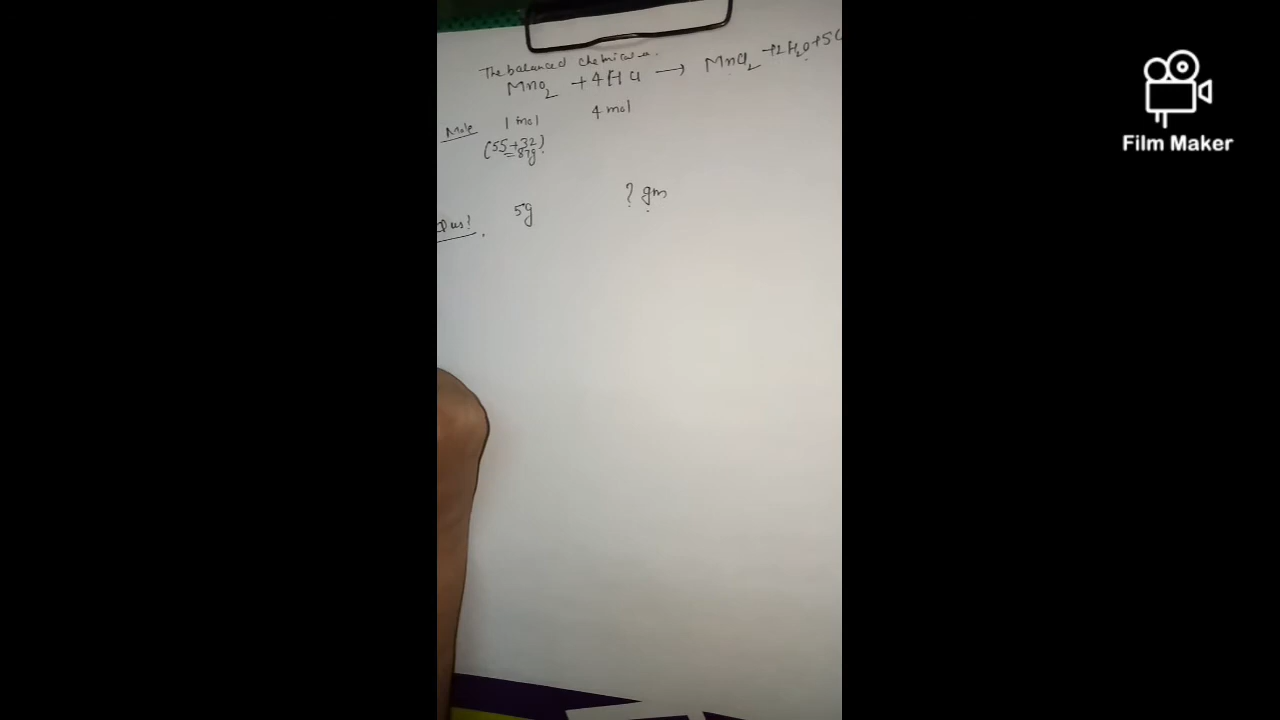 The balanced chemical
MnO2 + 4HCl → MnCl2 + 2H2O + 5C
Mole 1 mol 4 mol
(55+32)
= 87g
? gm
Ques! 5g
Film Maker